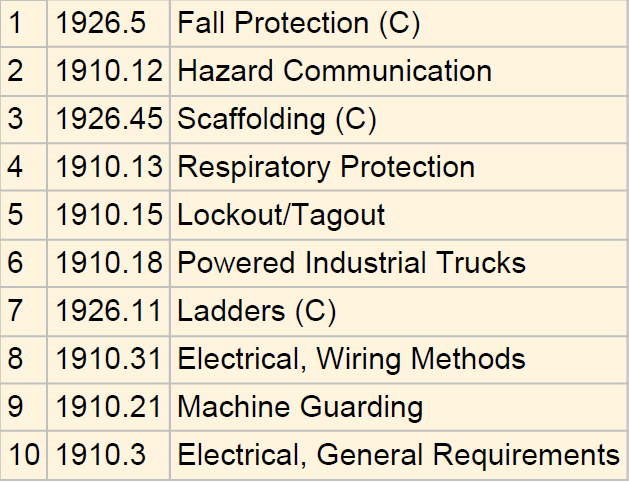 1 1926.5 Fall Protection (C)
2 1910.12 Hazard Communication
3 1926.45 Scaffolding (C)
4 1910.13 Respiratory Protection
5 1910.15 Lockout/Tagout
6 1910.18 Powered Industrial Trucks
7 1926.11 Ladders (C)
8 1910.31 Electrical, Wiring Methods
9 1910.21 Machine Guarding
10 1910.3 Electrical, General Requirements